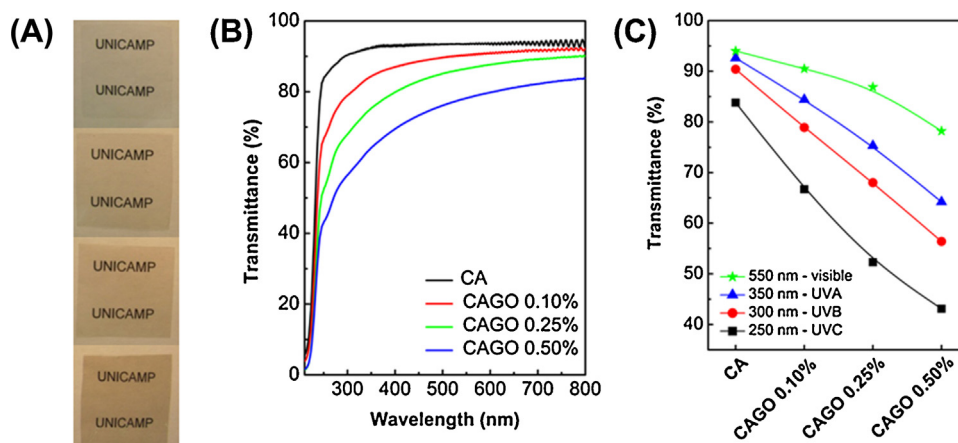 (A)
UNICAMP
UNICAMP
UNICAMP
UNICAMP
UNICAMP
UNICAMP
UNICAMP
UNICAMP
(B)
Transmittance (%)
100
80
60
40
20
0
300 400 500 600 700 800
Wavelength (nm)
CA
CAGO 0.10%
CAGO 0.25%
CAGO 0.50%
(C)
Transmittance (%)
100
90
80
70
60
50
40
550 nm - visible
350 nm - UVA
300 nm - UVB
250 nm - UVC
CA
CAGO 0.10%
CAGO 0.25%
CAGO 0.50%